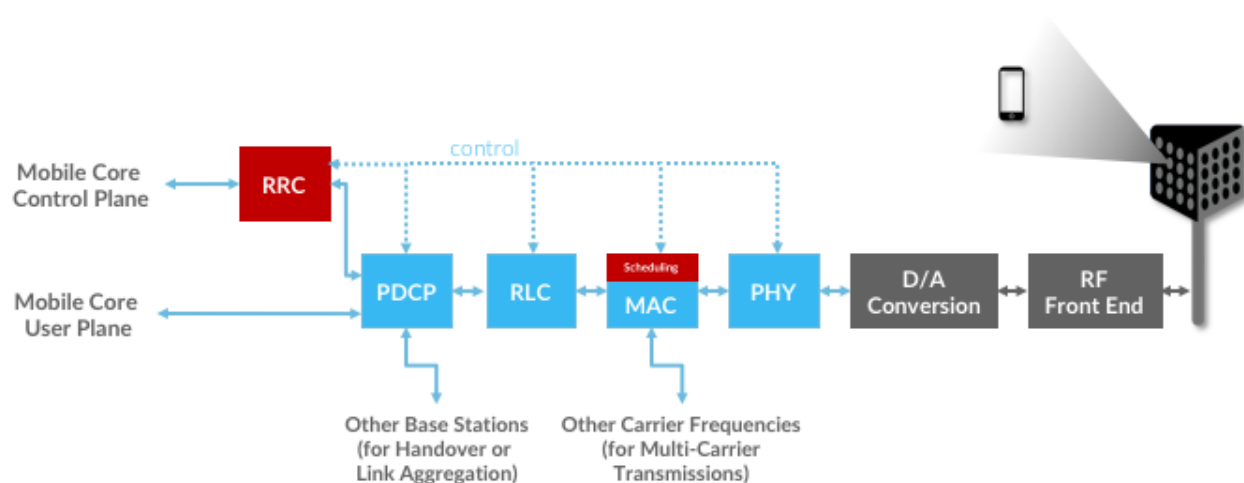 control
Mobile Core
Control Plane
RRC
Scheduling
PDCP
RLC
MAC
PHY
D/A
Conversion
RF
Front End
Mobile Core
User Plane
Other Base Stations
(for Handover or
Link Aggregation)
Other Carrier Frequencies
(for Multi-Carrier
Transmissions)